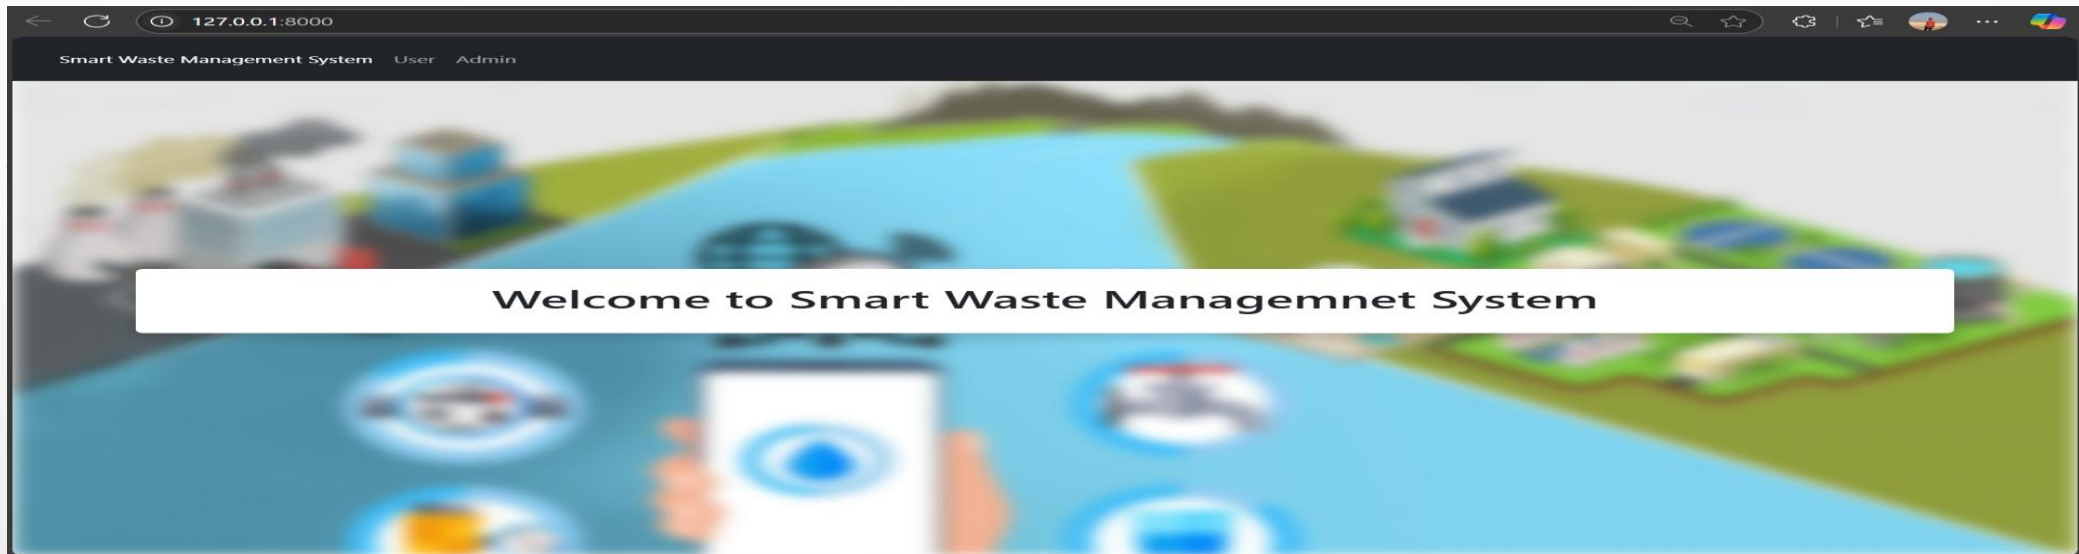 127.0.0.1:8000
Smart Waste Management System User Admin
Welcome to Smart Waste Managemnet System